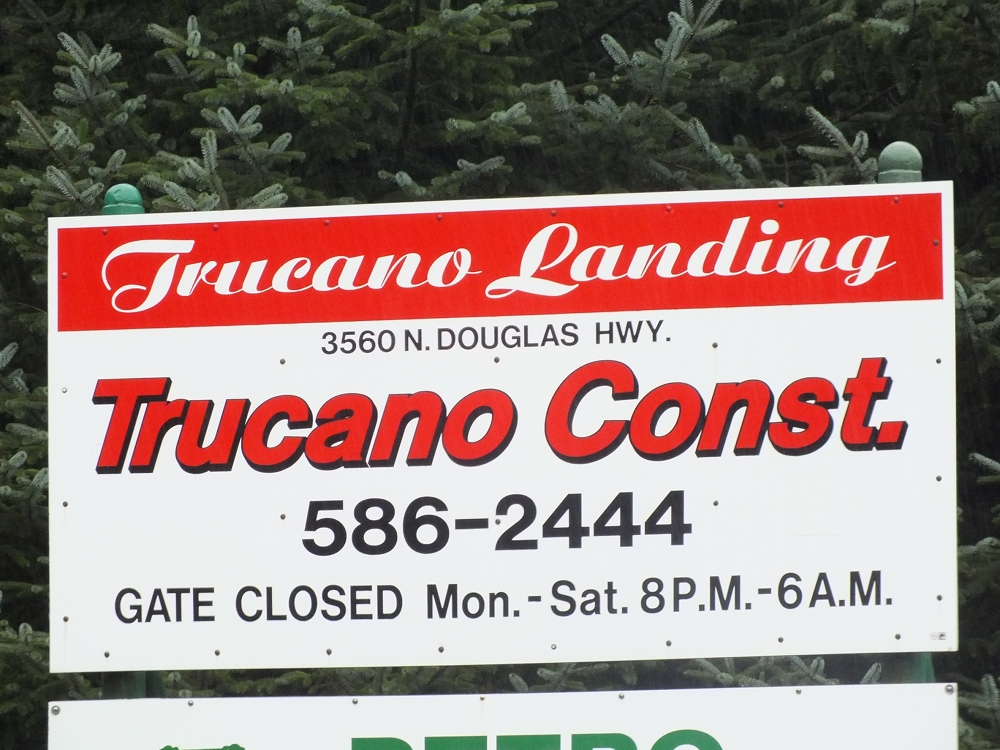 Trucano Landing
3560 N. DOUGLAS HWY.
Trucano Const.
586-2444
GATE CLOSED Mon.-Sat. 8P.M.-6A.M.